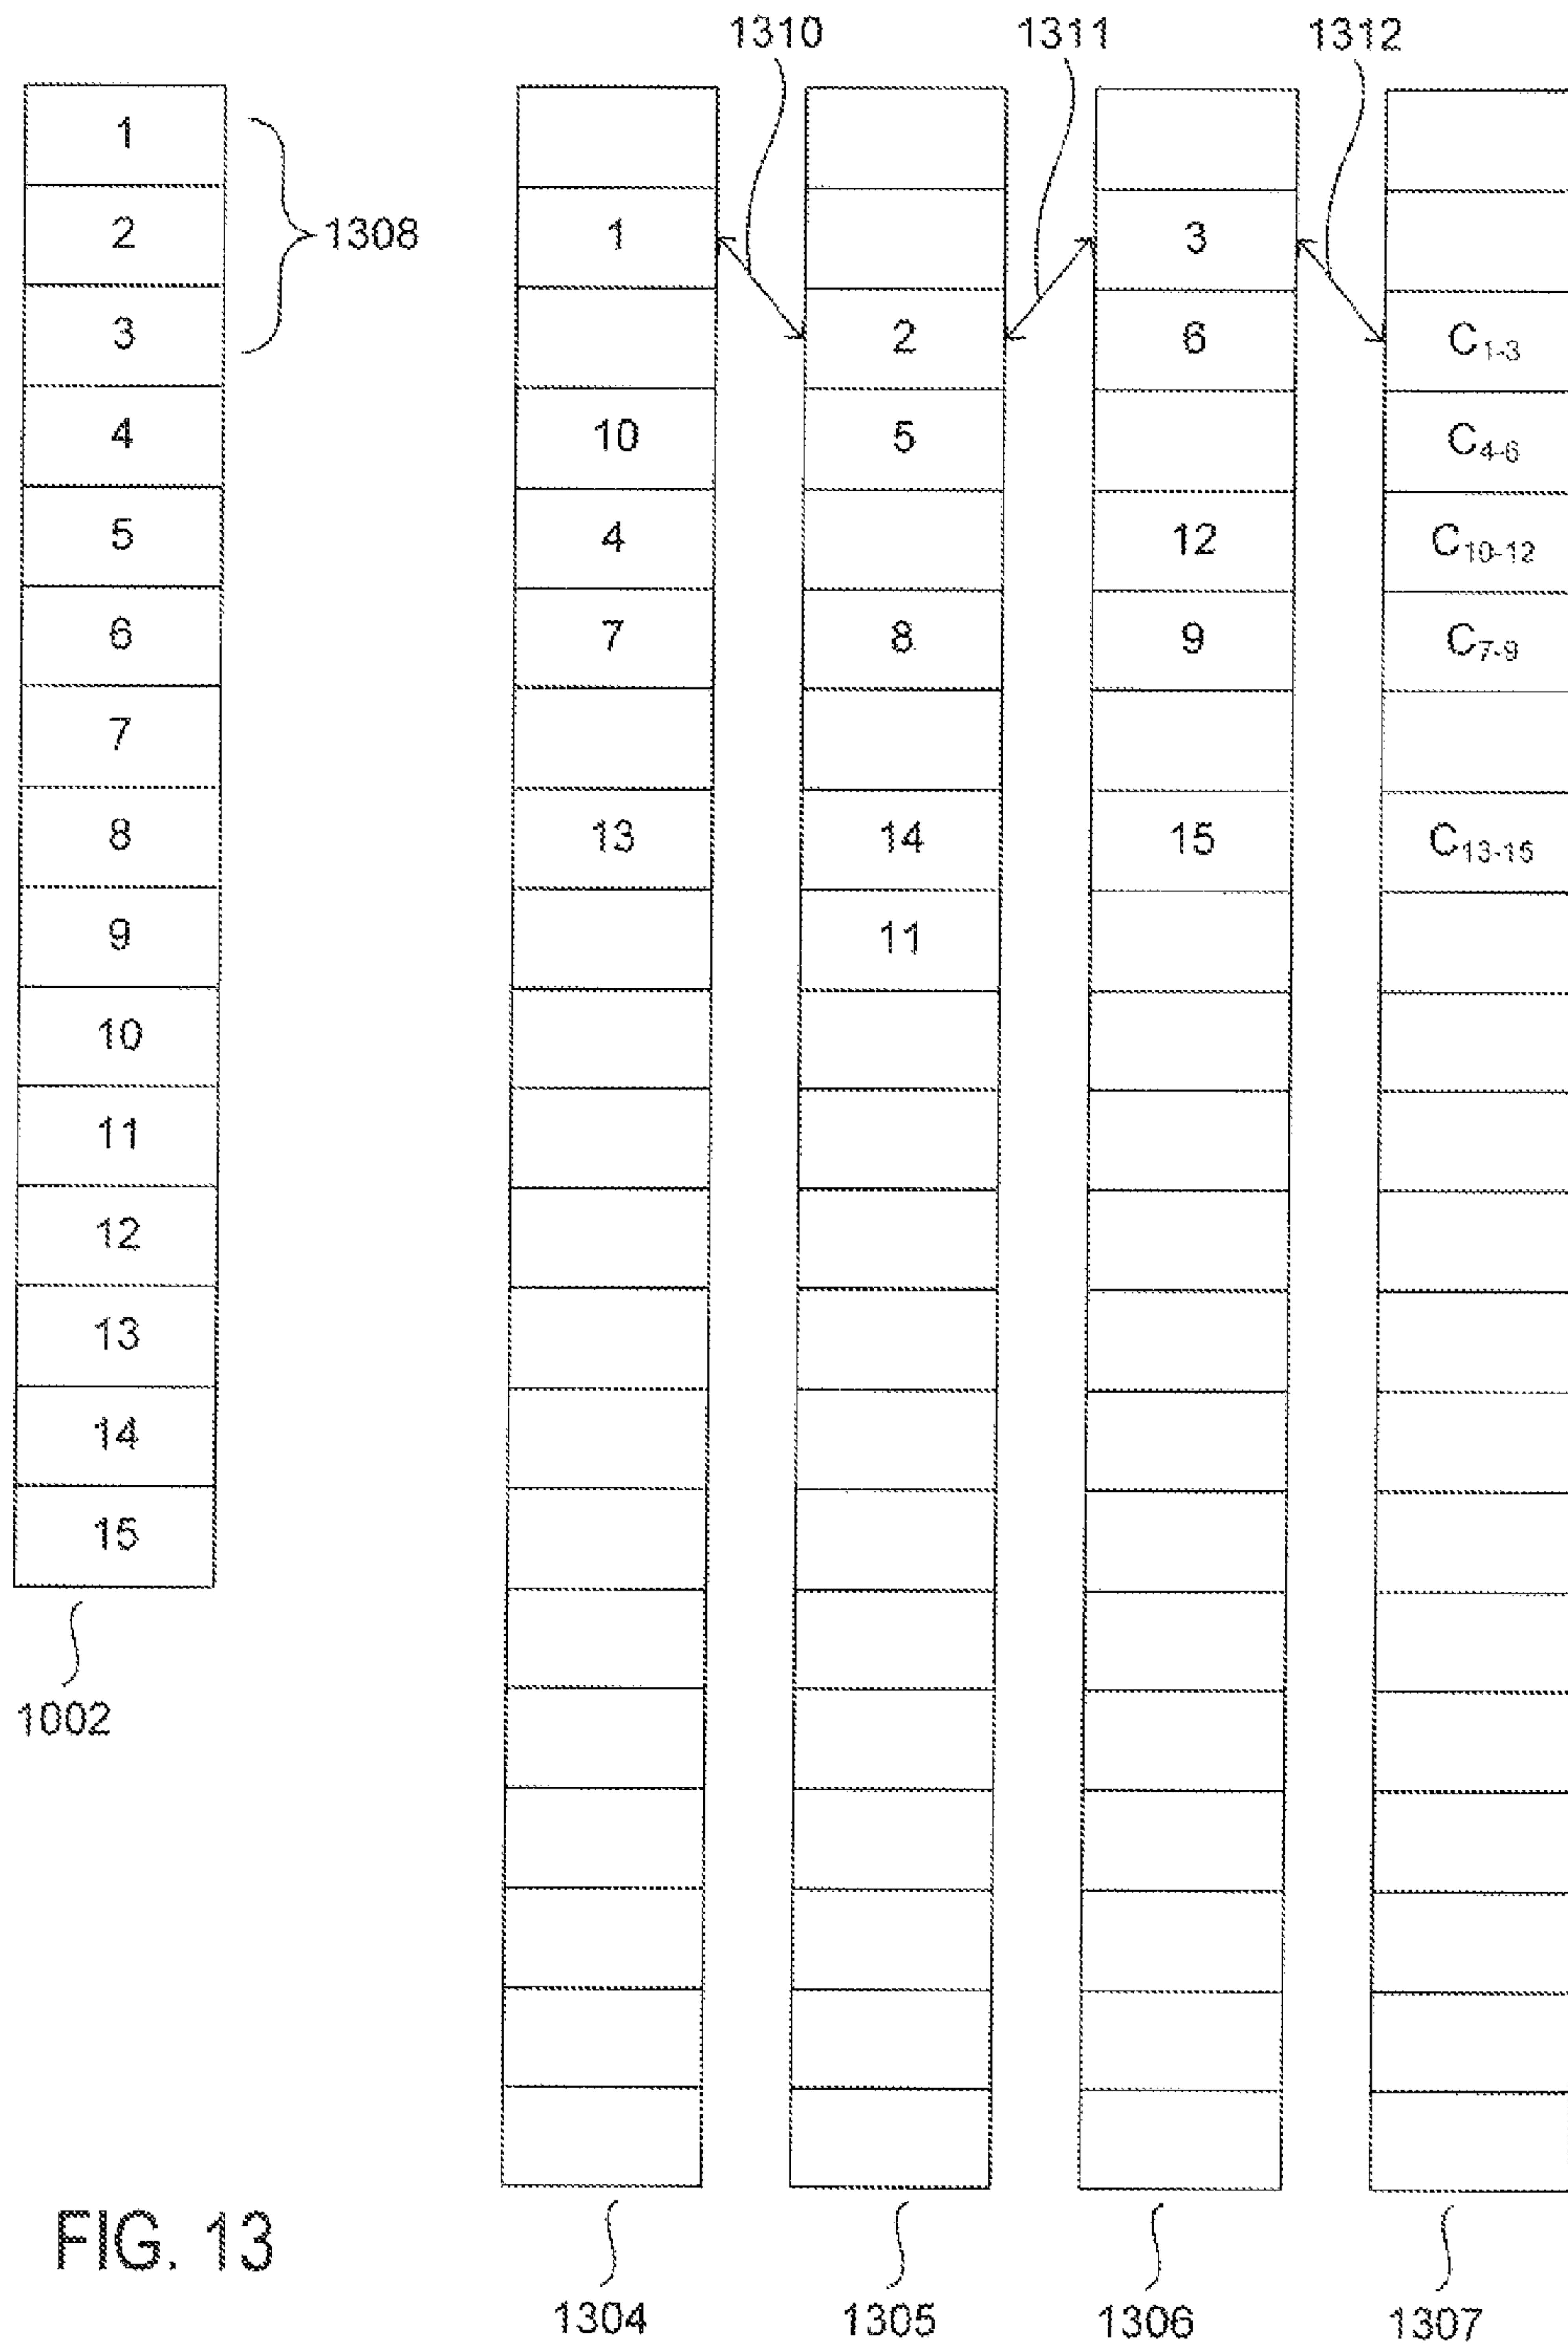 1310 1311 1312
1
2 1308 1 3
3 2 6 C1-3
4 10 5 C4-6
5 4 12 C10-12
6 7 8 9 C7-9
7
8 13 14 15 C13-15
9 11
10
11
12
13
14
15
1002
FIG. 13
1304 1305 1306 1307